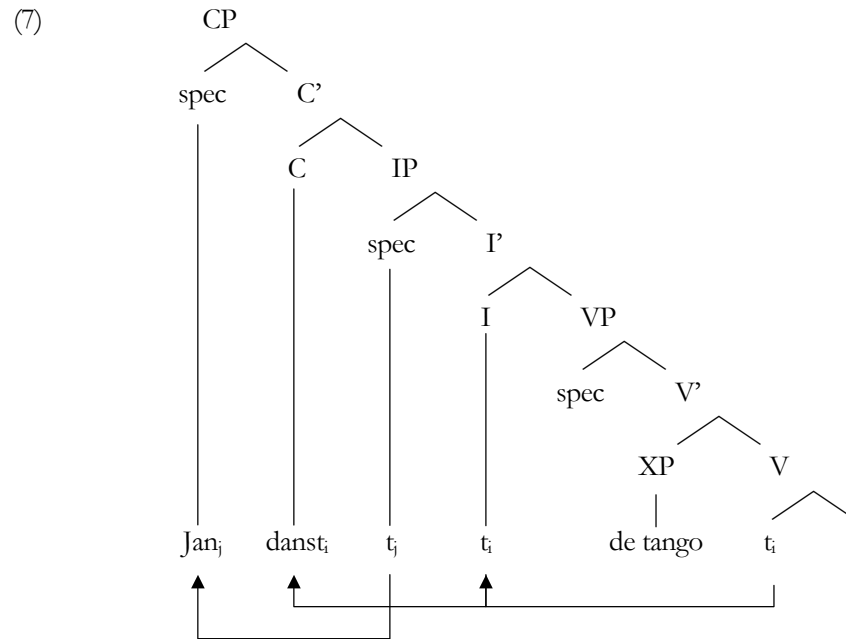 (7) CP
spec C’
C IP
spec I’
I VP
spec V’
XP V
Janⱼ danstᵢ tⱼ tᵢ de tango tᵢ